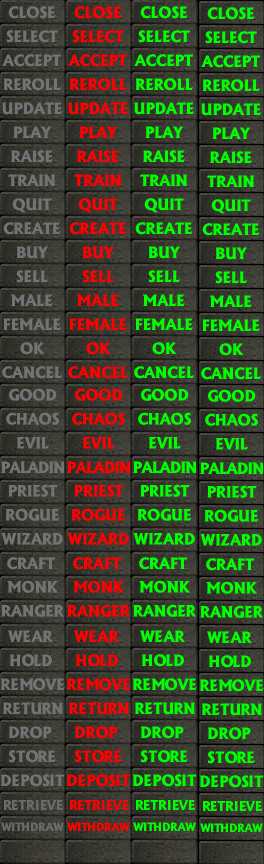 CLOSE CLOSE CLOSE CLOSE
SELECT SELECT SELECT SELECT
ACCEPT ACCEPT ACCEPT ACCEPT
REROLL REROLL REROLL REROLL
UPDATE UPDATE UPDATE UPDATE
PLAY PLAY PLAY PLAY
RAISE RAISE RAISE RAISE
TRAIN TRAIN TRAIN TRAIN
QUIT QUIT QUIT QUIT
CREATE CREATE CREATE CREATE
BUY BUY BUY BUY
SELL SELL SELL SELL
MALE MALE MALE MALE
FEMALE FEMALE FEMALE FEMALE
OK OK OK OK
CANCEL CANCEL CANCEL CANCEL
GOOD GOOD GOOD GOOD
CHAOS CHAOS CHAOS CHAOS
EVIL EVIL EVIL EVIL
PALADIN PALADIN PALADIN PALADIN
PRIEST PRIEST PRIEST PRIEST
ROGUE ROGUE ROGUE ROGUE
WIZARD WIZARD WIZARD WIZARD
CRAFT CRAFT CRAFT CRAFT
MONK MONK MONK MONK
RANGER RANGER RANGER RANGER
WEAR WEAR WEAR WEAR
HOLD HOLD HOLD HOLD
REMOVE REMOVE REMOVE REMOVE
RETURN RETURN RETURN RETURN
DROP DROP DROP DROP
STORE STORE STORE STORE
DEPOSIT DEPOSIT DEPOSIT DEPOSIT
RETRIEVE RETRIEVE RETRIEVE RETRIEVE
WITHDRAW WITHDRAW WITHDRAW WITHDRAW